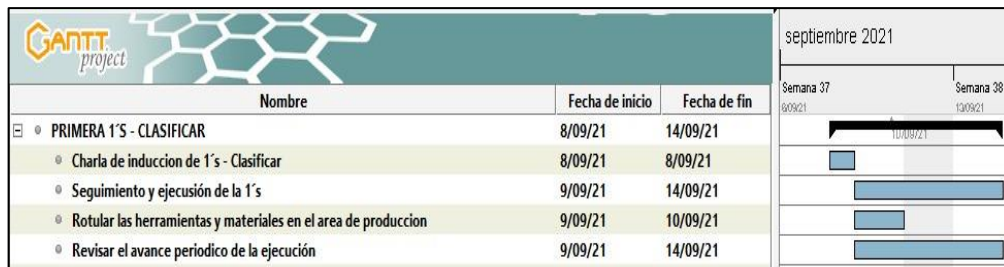 GANTT
project
septiembre 2021
Semana 37
Semana 38
6/09/21
13/09/21
Nombre Fecha de inicio Fecha de fin
PRIMERA 1´S - CLASIFICAR 8/09/21 14/09/21
10/09/21
Charla de induccion de 1´s - Clasificar 8/09/21 8/09/21
Seguimiento y ejecución de la 1´s 9/09/21 14/09/21
Rotular las herramientas y materiales en el area de produccion 9/09/21 10/09/21
Revisar el avance periodico de la ejecución 9/09/21 14/09/21